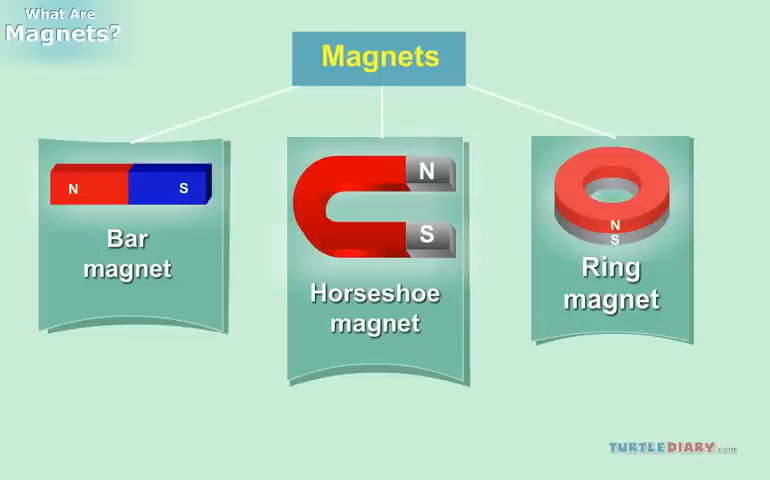 What Are
Magnets?
Magnets
N S
Bar
magnet
N
S
Horseshoe
magnet
N
S
Ring
magnet
TURTLEDIARY.com